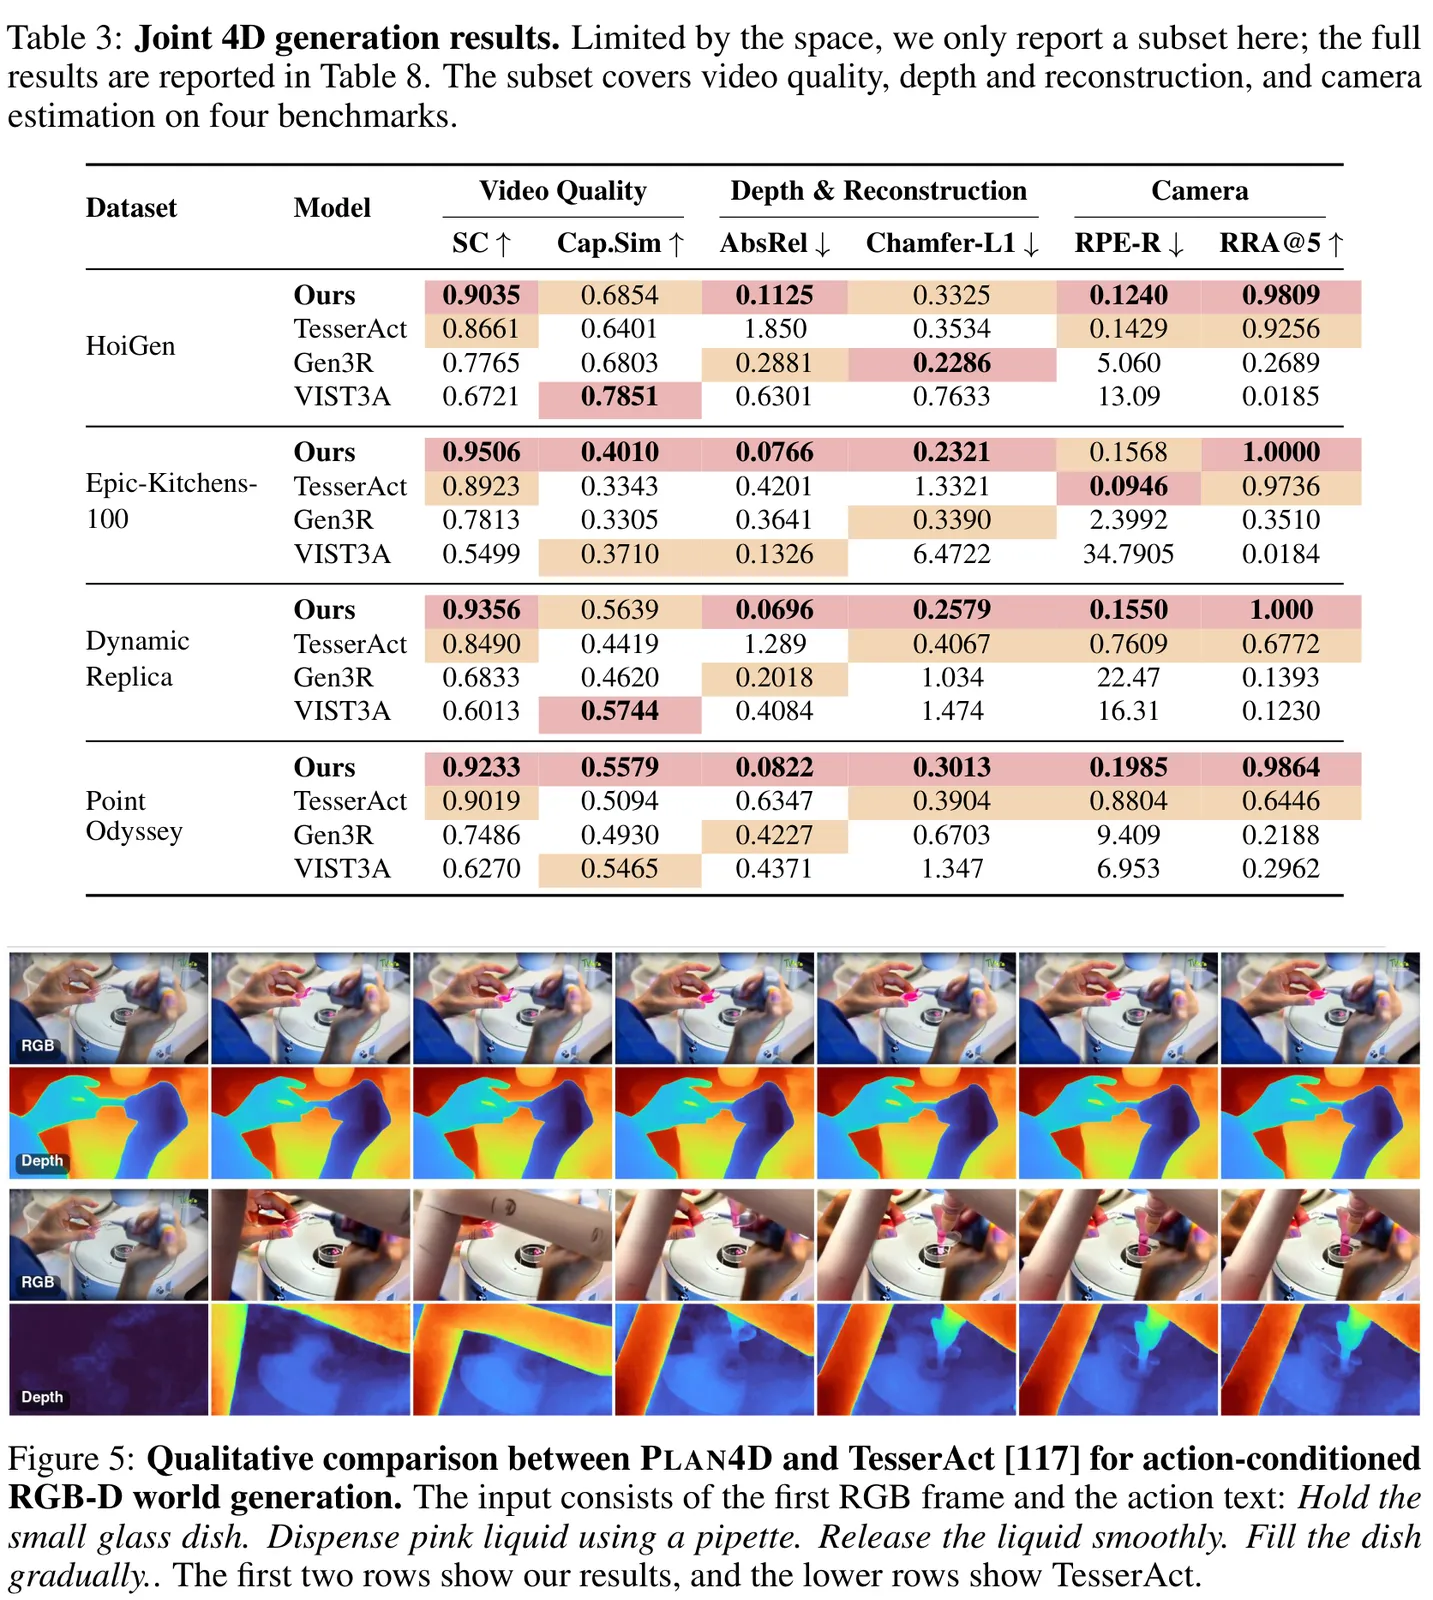 Table 3: Joint 4D generation results. Limited by the space, we only report a subset here; the full
results are reported in Table 8. The subset covers video quality, depth and reconstruction, and camera
estimation on four benchmarks.
Dataset Model Video Quality Depth & Reconstruction Camera
SC ↑ Cap.Sim ↑ AbsRel ↓ Chamfer-L1 ↓ RPE-R ↓ RRA@5 ↑
HoiGen
Ours 0.9035 0.6854 0.1125 0.3325 0.1240 0.9809
TesserAct 0.8661 0.6401 1.850 0.3534 0.1429 0.9256
Gen3R 0.7765 0.6803 0.2881 0.2286 5.060 0.2689
VIST3A 0.6721 0.7851 0.6301 0.7633 13.09 0.0185
Epic-Kitchens-
100
Ours 0.9506 0.4010 0.0766 0.2321 0.1568 1.0000
TesserAct 0.8923 0.3343 0.4201 1.3321 0.0946 0.9736
Gen3R 0.7813 0.3305 0.3641 0.3390 2.3992 0.3510
VIST3A 0.5499 0.3710 0.1326 6.4722 34.7905 0.0184
Dynamic
Replica
Ours 0.9356 0.5639 0.0696 0.2579 0.1550 1.000
TesserAct 0.8490 0.4419 1.289 0.4067 0.7609 0.6772
Gen3R 0.6833 0.4620 0.2018 1.034 22.47 0.1393
VIST3A 0.6013 0.5744 0.4084 1.474 16.31 0.1230
Point
Odyssey
Ours 0.9233 0.5579 0.0822 0.3013 0.1985 0.9864
TesserAct 0.9019 0.5094 0.6347 0.3904 0.8804 0.6446
Gen3R 0.7486 0.4930 0.4227 0.6703 9.409 0.2188
VIST3A 0.6270 0.5465 0.4371 1.347 6.953 0.2962
RGB
Depth
RGB
Depth
Figure 5: Qualitative comparison between PLAN4D and TesserAct [117] for action-conditioned
RGB-D world generation. The input consists of the first RGB frame and the action text: Hold the
small glass dish. Dispense pink liquid using a pipette. Release the liquid smoothly. Fill the dish
gradually.. The first two rows show our results, and the lower rows show TesserAct.